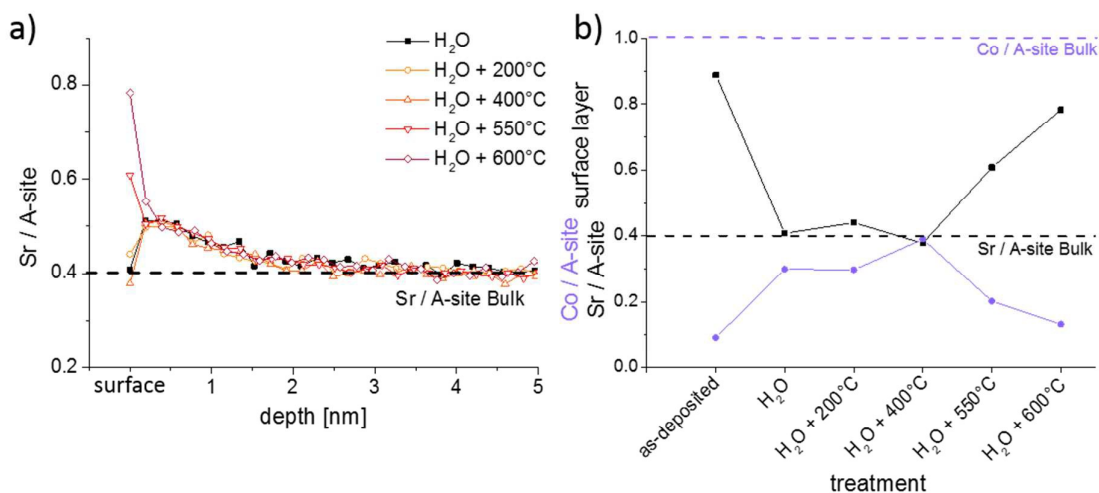 a)
H₂O
H₂O + 200°C
H₂O + 400°C
H₂O + 550°C
H₂O + 600°C
0.8
0.6
0.4
0.2
Sr / A-site
Sr / A-site Bulk
surface
1
2
3
4
5
depth [nm]
b)
1.0
0.8
0.6
0.4
0.2
0.0
Co / A-site
Sr / A-site surface layer
Co / A-site Bulk
Sr / A-site Bulk
as-deposited
H₂O
H₂O + 200°C
H₂O + 400°C
H₂O + 550°C
H₂O + 600°C
treatment